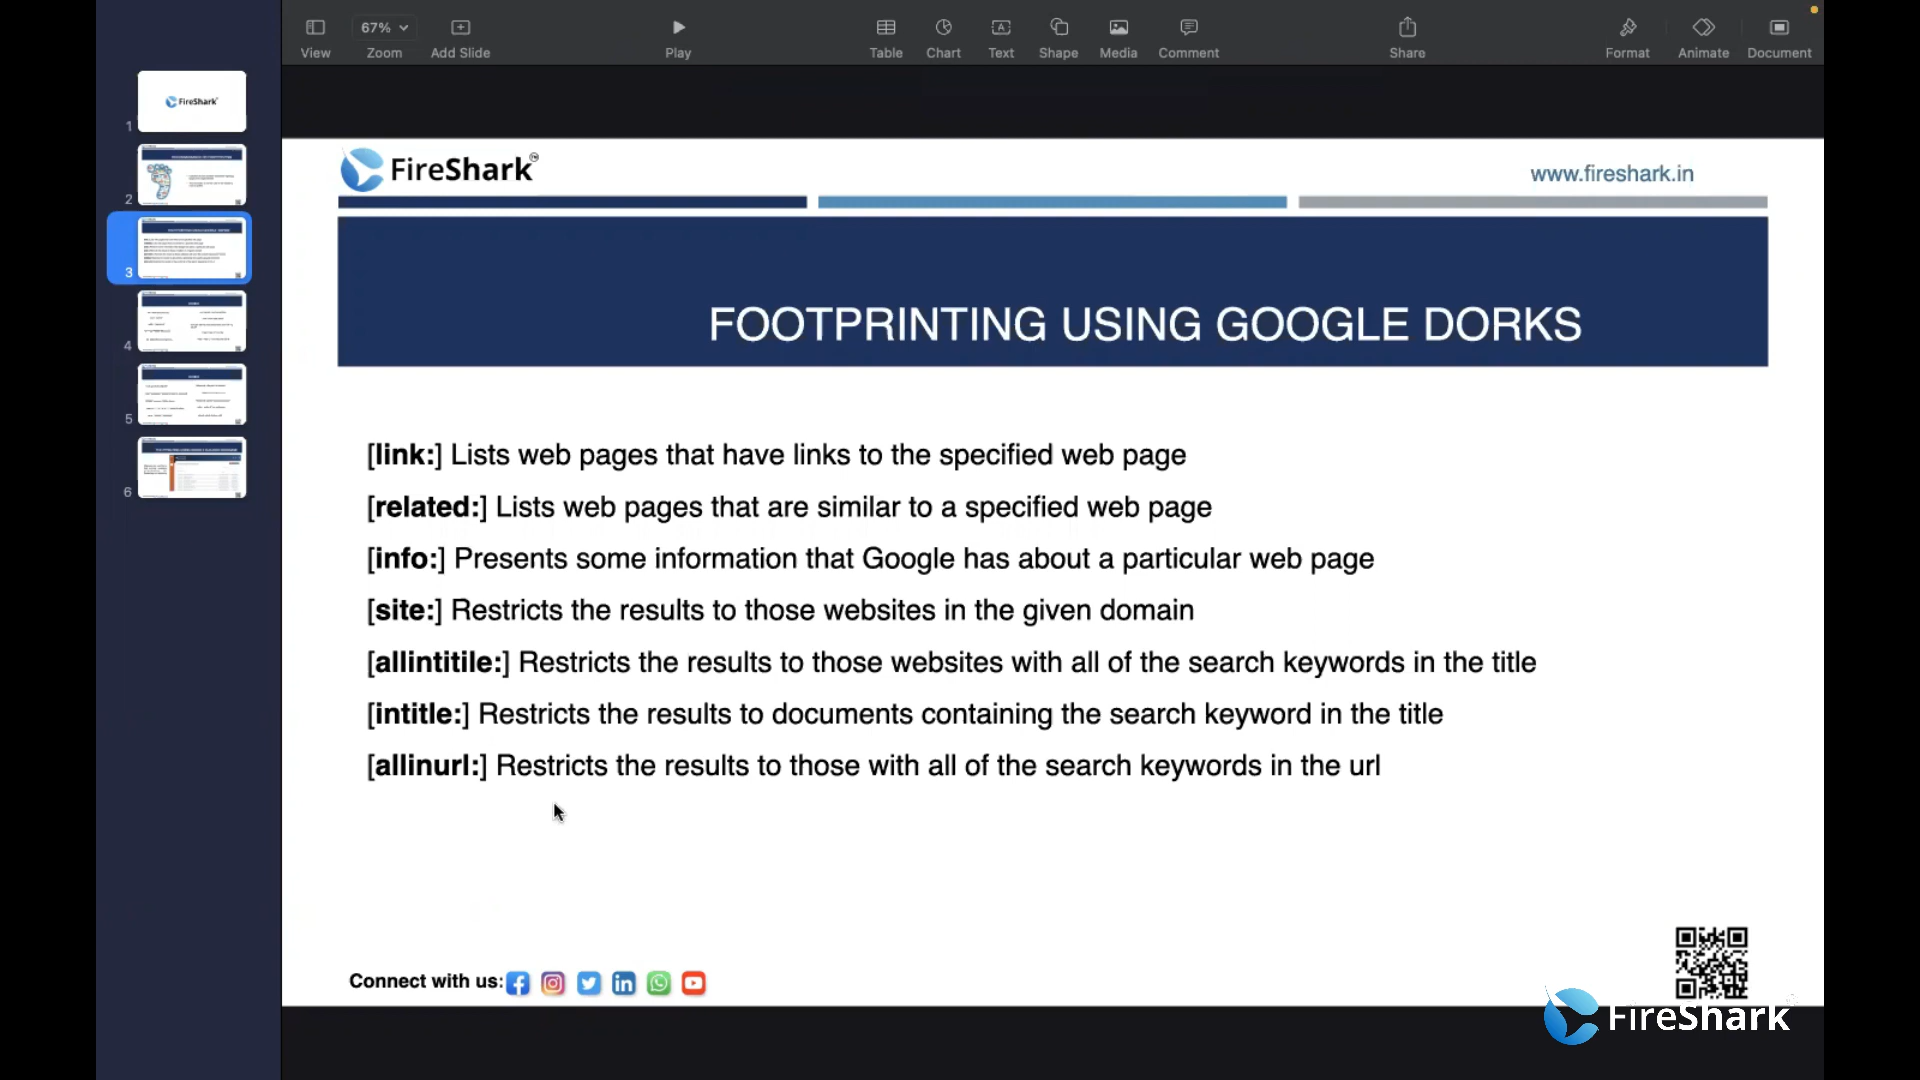 View
67%
Zoom
Add Slide
Play
Table
Chart
Text
Shape
Media
Comment
Share
Format
Animate
Document
FireShark
1
2
3
4
5
6
FireShark™
www.fireshark.in
FOOTPRINTING USING GOOGLE DORKS
[link:] Lists web pages that have links to the specified web page
[related:] Lists web pages that are similar to a specified web page
[info:] Presents some information that Google has about a particular web page
[site:] Restricts the results to those websites in the given domain
[allintitile:] Restricts the results to those websites with all of the search keywords in the title
[intitle:] Restricts the results to documents containing the search keyword in the title
[allinurl:] Restricts the results to those with all of the search keywords in the url
Connect with us:
FireShark